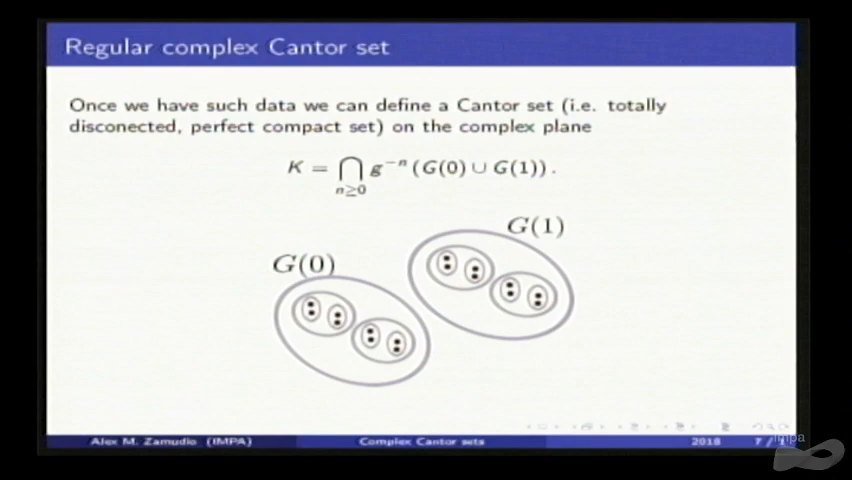 Regular complex Cantor set
Once we have such data we can define a Cantor set (i.e. totally
disconected, perfect compact set) on the complex plane
K = ⋂ g⁻ⁿ (G(0) ∪ G(1)) .
n≥0
G(1)
G(0)
Alex M. Zamudio (IMPA) Complex Cantor sets 2018 7 /
impa